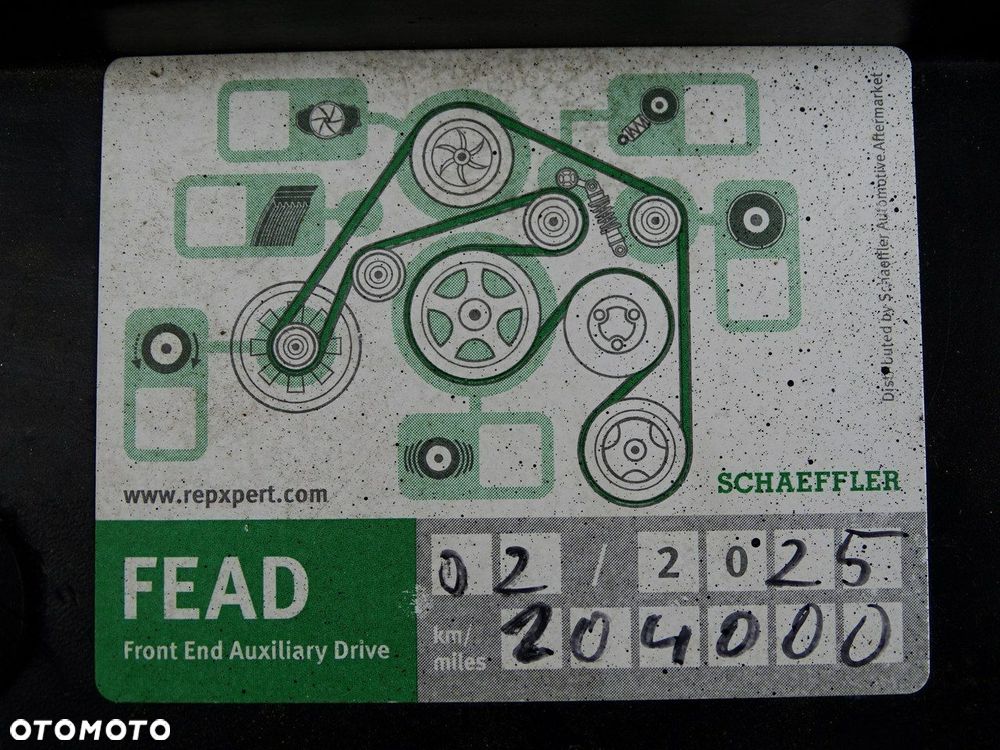 Distributed by Schaeffler Automotive Aftermarket
www.repxpert.com
SCHAEFFLER
FEAD
Front End Auxiliary Drive
02 / 2025
km/
miles
204000
OTOMOTO